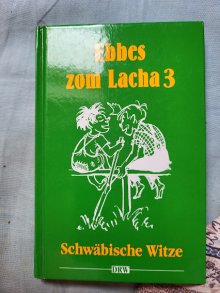 Ebbes
zom Lacha 3
Schwäbische Witze
DRW